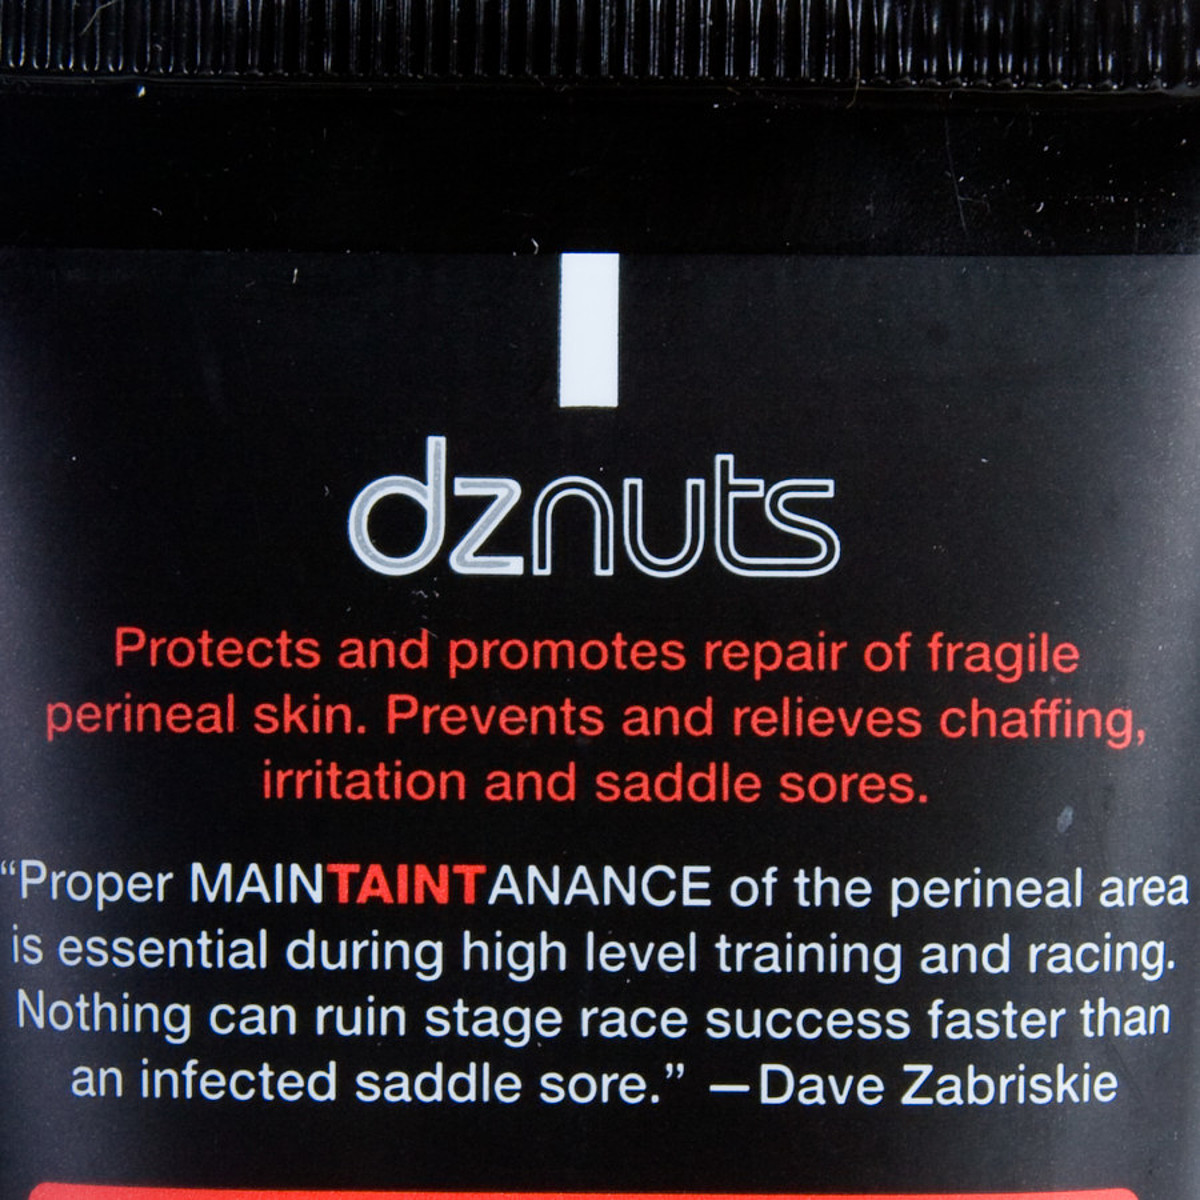 dznuts
Protects and promotes repair of fragile
perineal skin. Prevents and relieves chaffing,
irritation and saddle sores.
“Proper MAINTAINTANANCE of the perineal area
is essential during high level training and racing.
Nothing can ruin stage race success faster than
an infected saddle sore.” —Dave Zabriskie